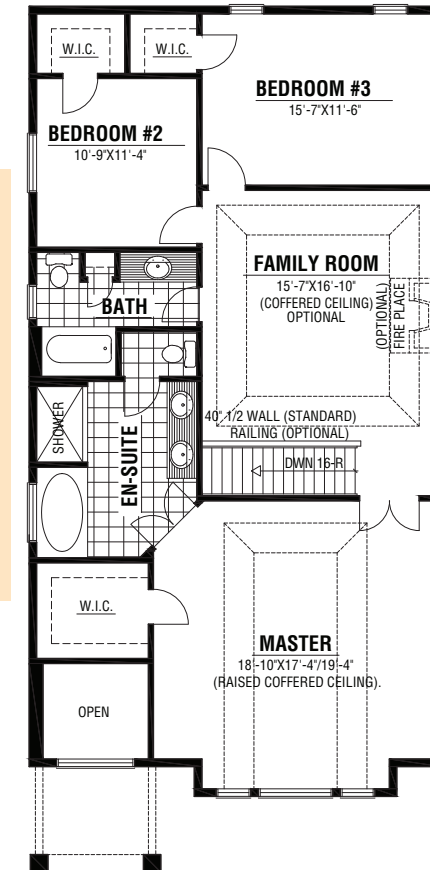 W.I.C.
W.I.C.
BEDROOM #3
15'-7"X11'-6"
BEDROOM #2
10'-9"X11'-4"
FAMILY ROOM
15'-7"X16'-10"
(COFFERED CEILING)
OPTIONAL
(OPTIONAL)
FIRE PLACE
BATH
SHOWER
EN-SUITE
40" 1/2 WALL (STANDARD)
RAILING (OPTIONAL)
DWN 16-R
W.I.C.
MASTER
18'-10"X17'-4"/19'-4"
(RAISED COFFERED CEILING).
OPEN